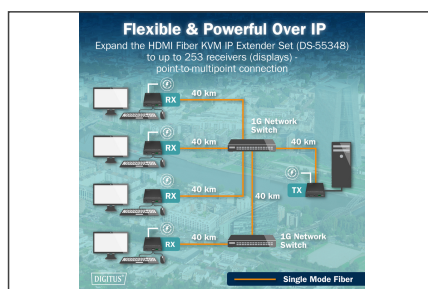 Flexible & Powerful Over IP
Expand the HDMI Fiber KVM IP Extender Set (DS-55348)
to up to 253 receivers (displays) -
point-to-multipoint connection
40 km
RX
1G Network
Switch
40 km
RX
40 km
TX
40 km
RX
40 km
40 km
RX
1G Network
Switch
DIGITUS®
Single Mode Fiber